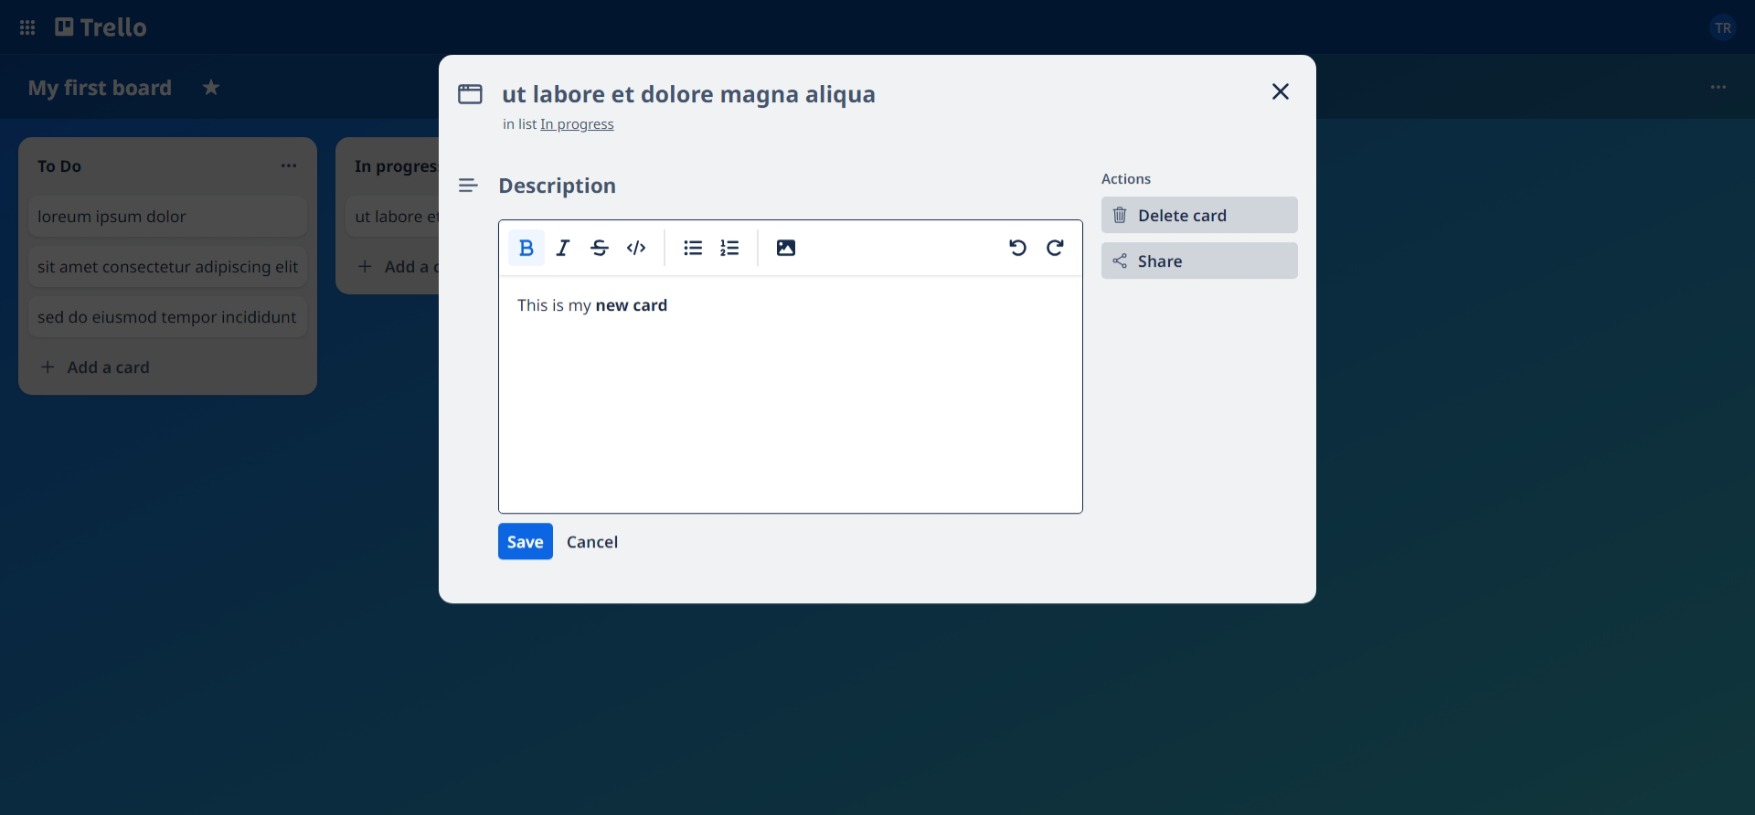 Trello
TR
My first board
To Do
loreum ipsum dolor
sit amet consectetur adipiscing elit
sed do eiusmod tempor incididunt
Add a card
In progres
ut labore et
Add a c
ut labore et dolore magna aliqua
in list In progress
Description
This is my new card
Save Cancel
Actions
Delete card
Share